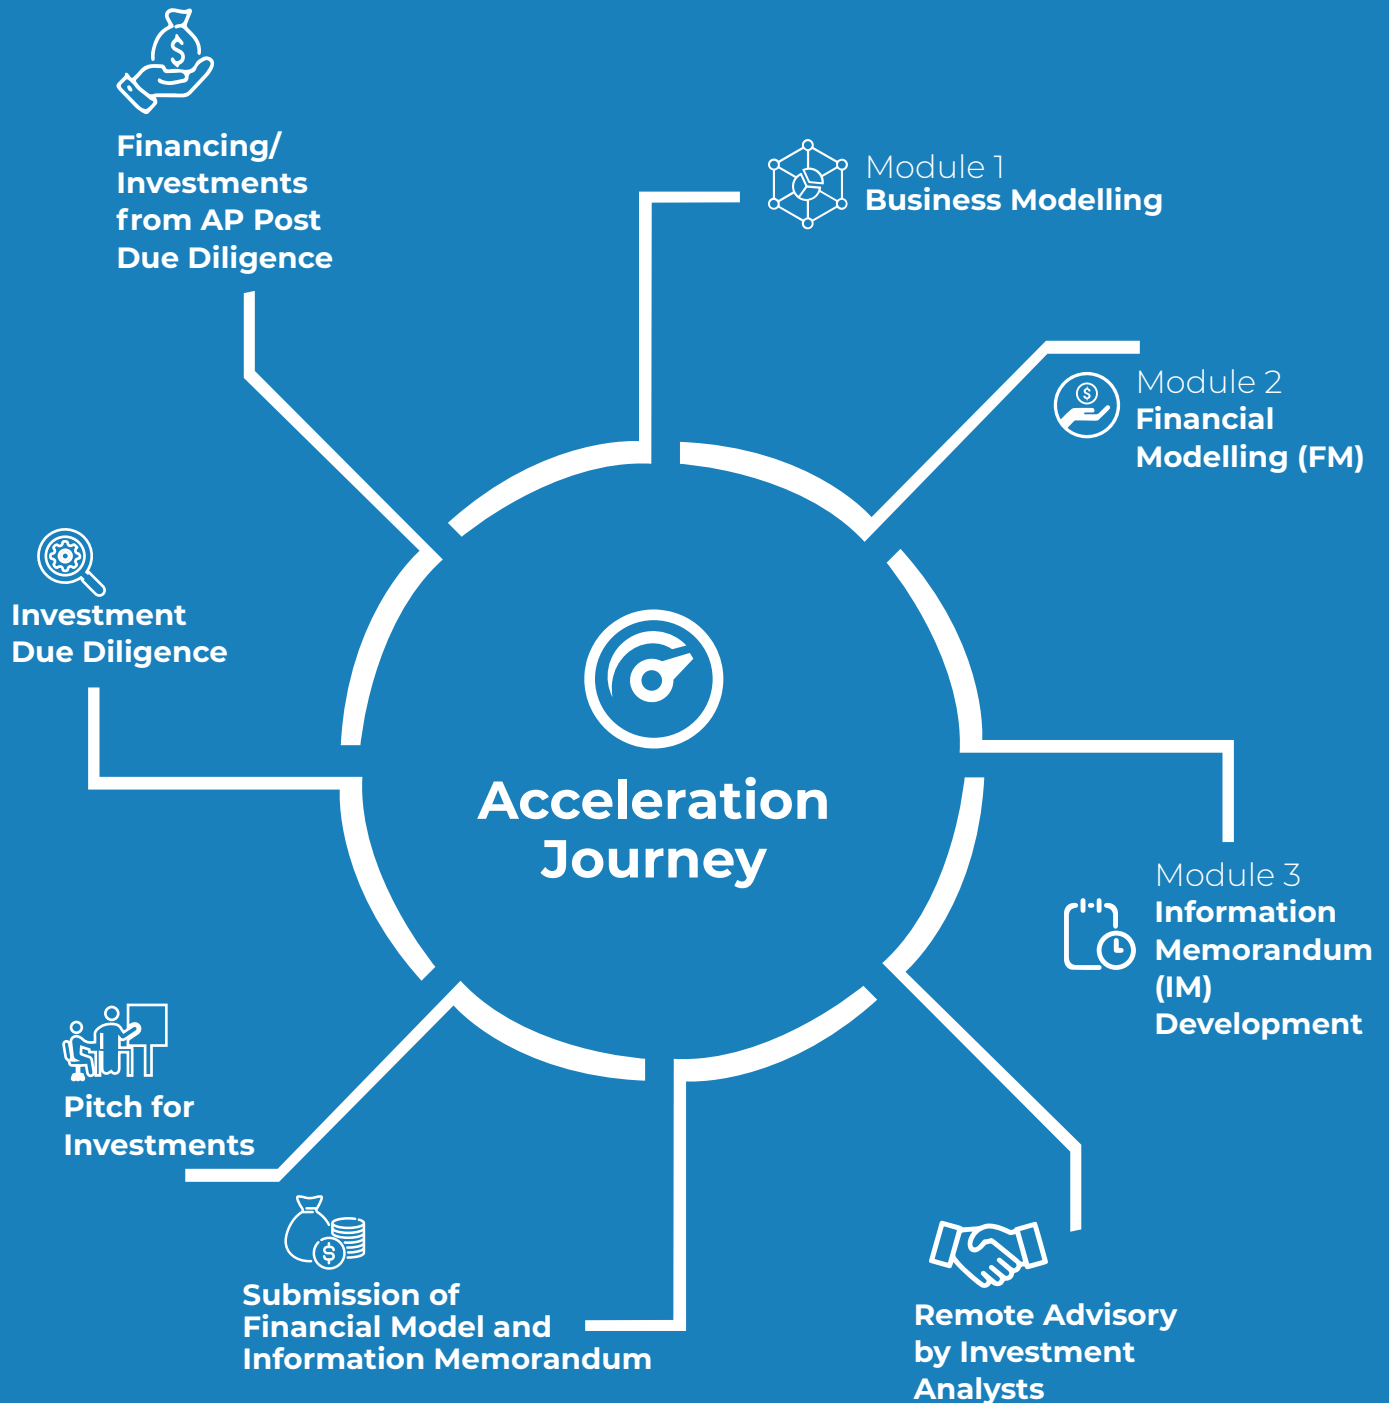 Financing/
Investments
from AP Post
Due Diligence
Module 1
Business Modelling
Module 2
Financial
Modelling (FM)
Investment
Due Diligence
Acceleration
Journey
Module 3
Information
Memorandum
(IM)
Development
Pitch for
Investments
Submission of
Financial Model and
Information Memorandum
Remote Advisory
by Investment
Analysts